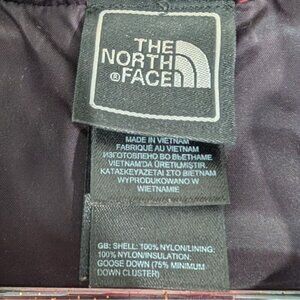 THE
NORTH
FACE
®
MADE IN VIETNAM
FABRIQUÉ AU VIETNAM
ИЗГОТОВЛЕНО ВО ВЬЕТНАМЕ
VIETNAM'DA ÜRETILMIŞTIR.
ΚΑΤΑΣΚΕΥΑΖΕΤΑΙ ΣΤΟ ΒΙΕΤΝΑΜ
WYPRODUKOWANO W
WIETNAMIE
GB: SHELL: 100% NYLON/LINING:
100% NYLON/INSULATION:
GOOSE DOWN (75% MINIMUM
DOWN CLUSTER)